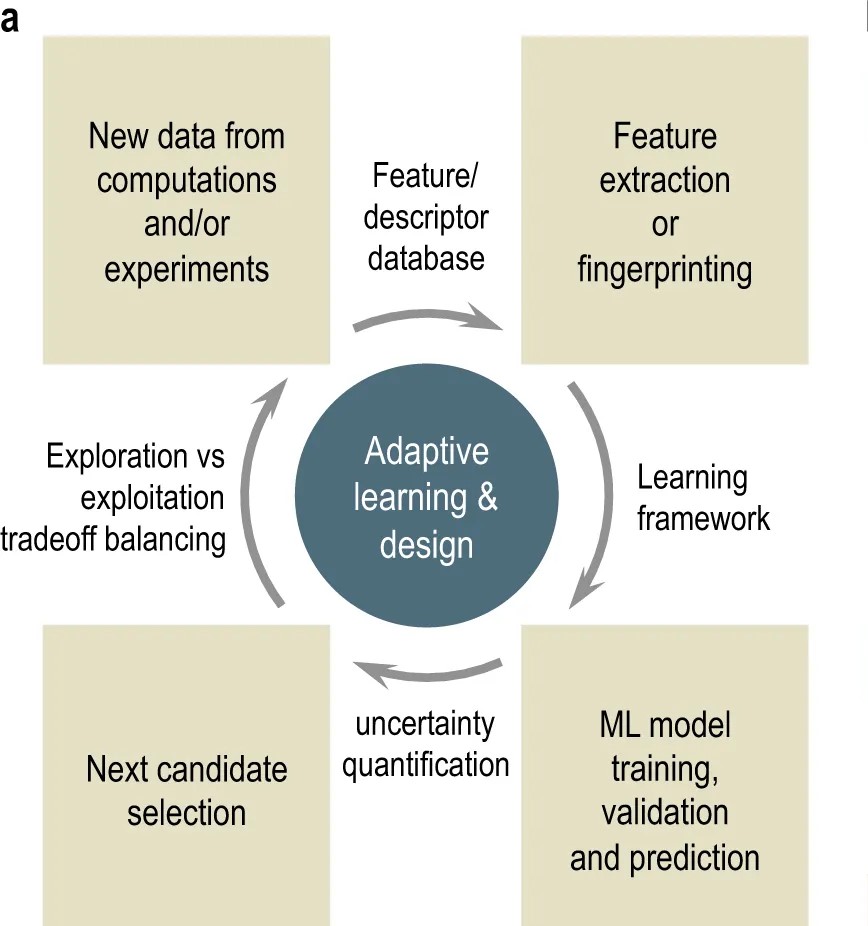 a
New data from
computations
and/or
experiments
Feature/
descriptor
database
Feature
extraction
or
fingerprinting
Exploration vs
exploitation
tradeoff balancing
Adaptive
learning &
design
Learning
framework
Next candidate
selection
uncertainty
quantification
ML model
training,
validation
and prediction